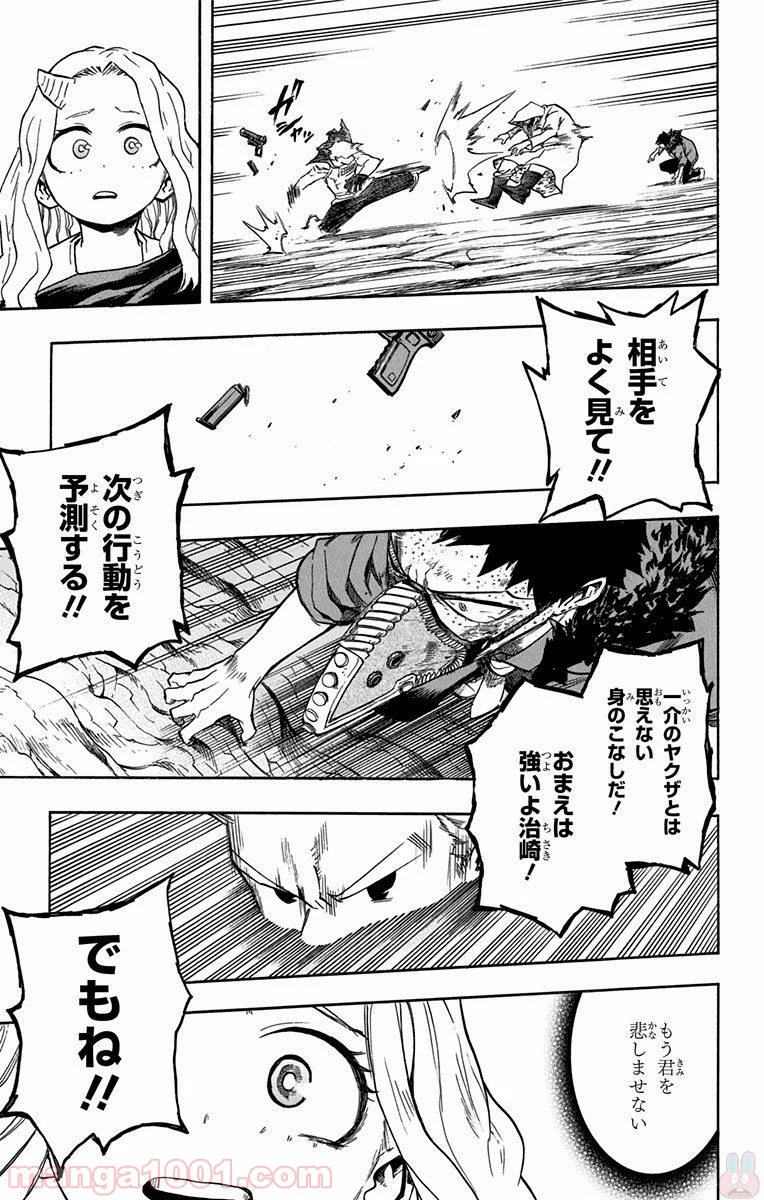 ガッ
相手を
よく見て!!
次の行動を
予測する!!
一介のヤクザとは
思えない
身のこなしだ!
おまえは
強いよ治崎!
でもね!!
もう君を
悲しませない
manga1001.com